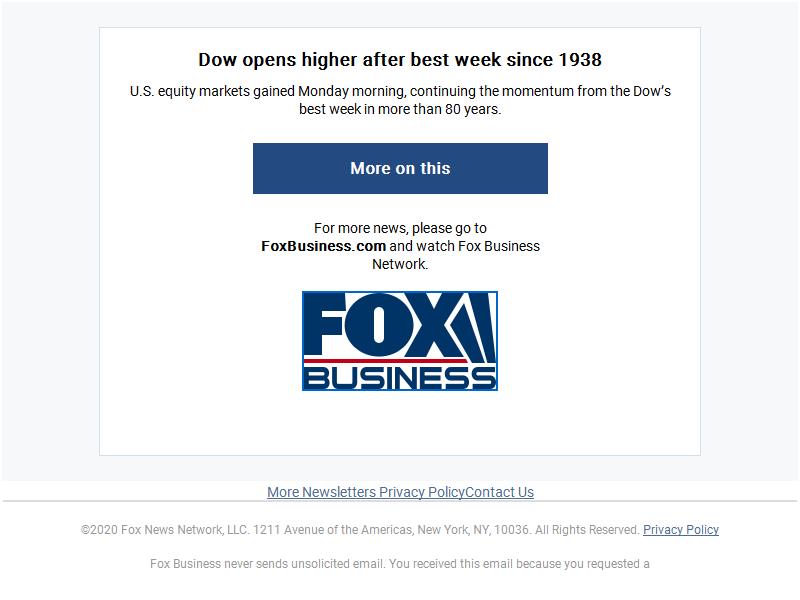 Dow opens higher after best week since 1938
U.S. equity markets gained Monday morning, continuing the momentum from the Dow’s
best week in more than 80 years.
More on this
For more news, please go to
FoxBusiness.com and watch Fox Business
Network.
FOX
BUSINESS
More Newsletters Privacy PolicyContact Us
©2020 Fox News Network, LLC. 1211 Avenue of the Americas, New York, NY, 10036. All Rights Reserved. Privacy Policy
Fox Business never sends unsolicited email. You received this email because you requested a